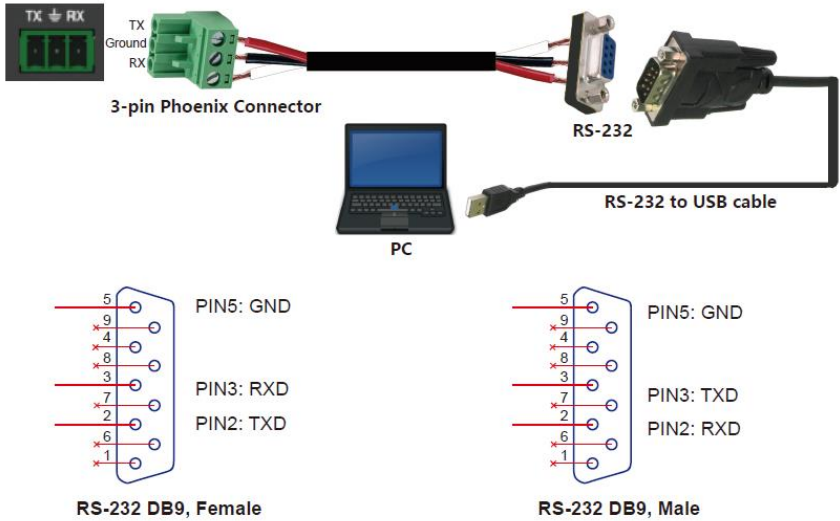 TX ⏚ RX
TX
Ground
RX
3-pin Phoenix Connector
RS-232
RS-232 to USB cable
PC
5
9
4
8
3
7
2
6
1
PIN5: GND
PIN3: RXD
PIN2: TXD
RS-232 DB9, Female
5
9
4
8
3
7
2
6
1
PIN5: GND
PIN3: TXD
PIN2: RXD
RS-232 DB9, Male